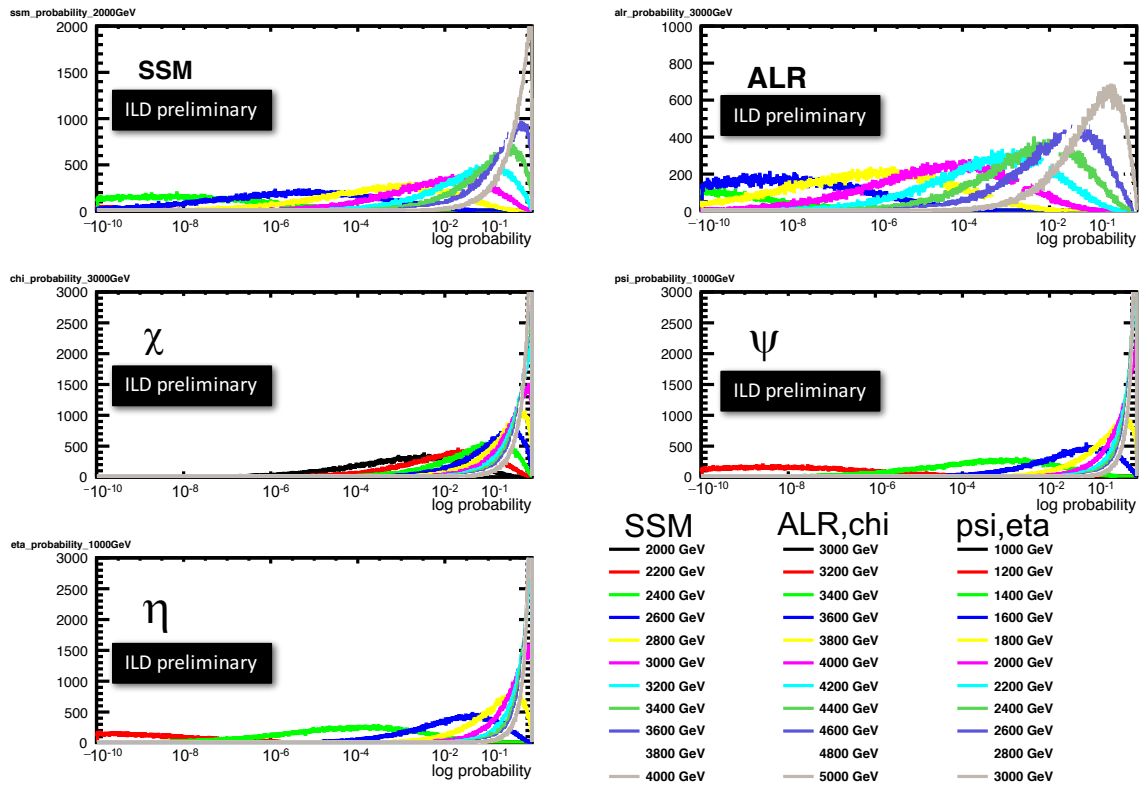 ssm_probability_2000GeV
2000
1500
1000
500
0
SSM
ILD preliminary
−10⁻¹⁰ 10⁻⁸ 10⁻⁶ 10⁻⁴ 10⁻² 10⁻¹
log probability
alr_probability_3000GeV
1000
800
600
400
200
0
ALR
ILD preliminary
−10⁻¹⁰ 10⁻⁸ 10⁻⁶ 10⁻⁴ 10⁻² 10⁻¹
log probability
chi_probability_3000GeV
3000
2500
2000
1500
1000
500
0
χ
ILD preliminary
−10⁻¹⁰ 10⁻⁸ 10⁻⁶ 10⁻⁴ 10⁻² 10⁻¹
log probability
psi_probability_1000GeV
3000
2500
2000
1500
1000
500
0
ψ
ILD preliminary
−10⁻¹⁰ 10⁻⁸ 10⁻⁶ 10⁻⁴ 10⁻² 10⁻¹
log probability
eta_probability_1000GeV
3000
2500
2000
1500
1000
500
0
η
ILD preliminary
−10⁻¹⁰ 10⁻⁸ 10⁻⁶ 10⁻⁴ 10⁻² 10⁻¹
log probability
SSM ALR,chi psi,eta
2000 GeV 3000 GeV 1000 GeV
2200 GeV 3200 GeV 1200 GeV
2400 GeV 3400 GeV 1400 GeV
2600 GeV 3600 GeV 1600 GeV
2800 GeV 3800 GeV 1800 GeV
3000 GeV 4000 GeV 2000 GeV
3200 GeV 4200 GeV 2200 GeV
3400 GeV 4400 GeV 2400 GeV
3600 GeV 4600 GeV 2600 GeV
3800 GeV 4800 GeV 2800 GeV
4000 GeV 5000 GeV 3000 GeV